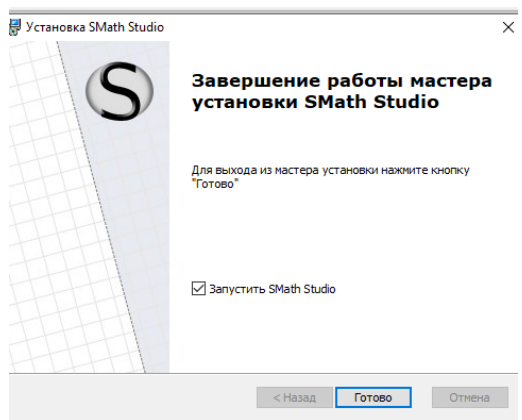 Установка SMath Studio
S
Завершение работы мастера
установки SMath Studio
Для выхода из мастера установки нажмите кнопку
"Готово"
Запустить SMath Studio
< Назад
Готово
Отмена